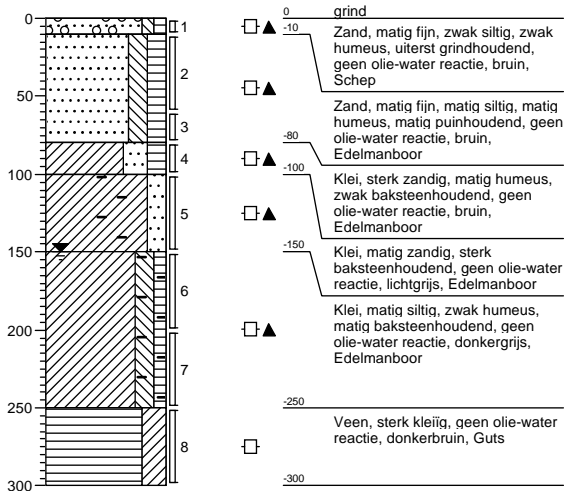 0
50
100
150
200
250
300
1
2
3
4
5
6
7
8
0
grind
-10
Zand, matig fijn, zwak siltig, zwak
humeus, uiterst grindhoudend,
geen olie-water reactie, bruin,
Schep
Zand, matig fijn, matig siltig, matig
humeus, matig puinhoudend, geen
olie-water reactie, bruin,
Edelmanboor
-80
Klei, sterk zandig, matig humeus,
zwak baksteenhoudend, geen
olie-water reactie, bruin,
Edelmanboor
-100
Klei, matig zandig, sterk
baksteenhoudend, geen olie-water
reactie, lichtgrijs, Edelmanboor
-150
Klei, matig siltig, zwak humeus,
matig baksteenhoudend, geen
olie-water reactie, donkergrijs,
Edelmanboor
-250
Veen, sterk kleiïg, geen olie-water
reactie, donkerbruin, Guts
-300